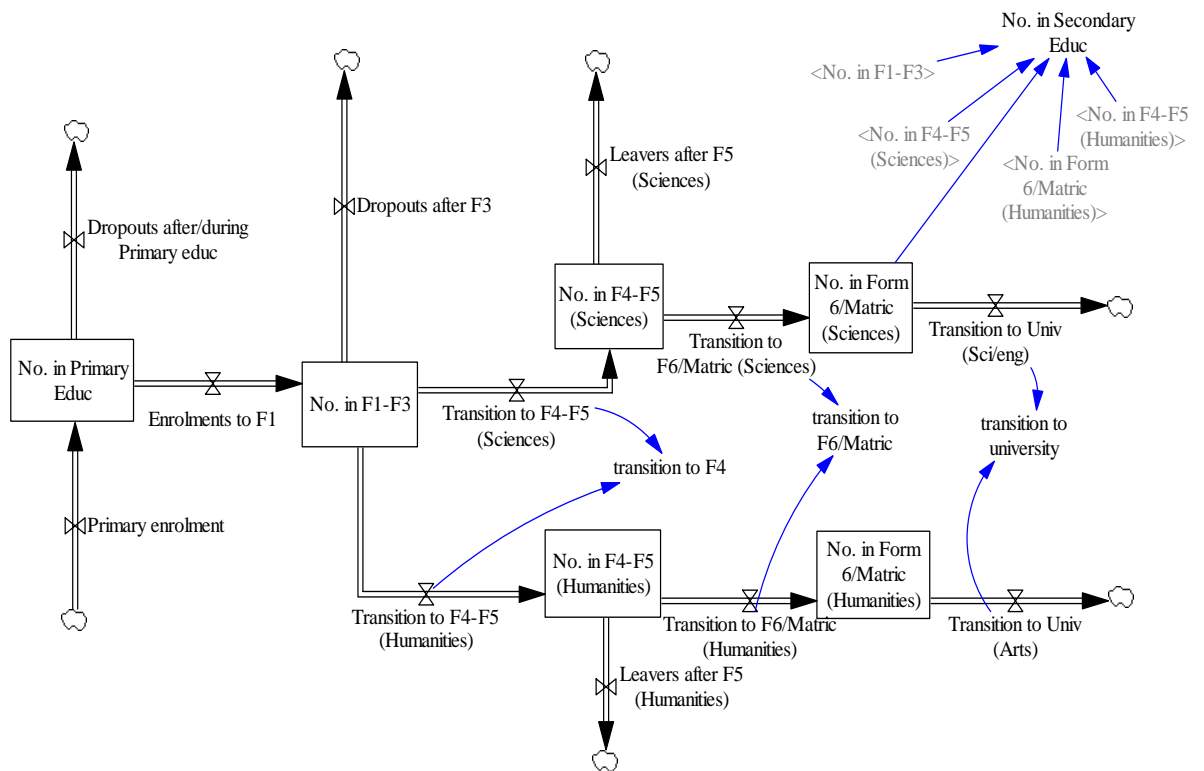 No. in Secondary
Educ
<No. in F1-F3>
<No. in F4-F5
(Sciences)>
<No. in F4-F5
(Humanities)>
<No. in Form
6/Matric
(Humanities)>
Leavers after F5
(Sciences)
Dropouts after F3
Dropouts after/during
Primary educ
No. in F4-F5
(Sciences)
No. in Form
6/Matric
(Sciences)
Transition to
F6/Matric (Sciences)
Transition to Univ
(Sci/eng)
No. in Primary
Educ
Enrolments to F1
No. in F1-F3
Transition to F4-F5
(Sciences)
transition to
F6/Matric
transition to
university
transition to F4
Primary enrolment
No. in F4-F5
(Humanities)
No. in Form
6/Matric
(Humanities)
Transition to F4-F5
(Humanities)
Transition to F6/Matric
(Humanities)
Transition to Univ
(Arts)
Leavers after F5
(Humanities)